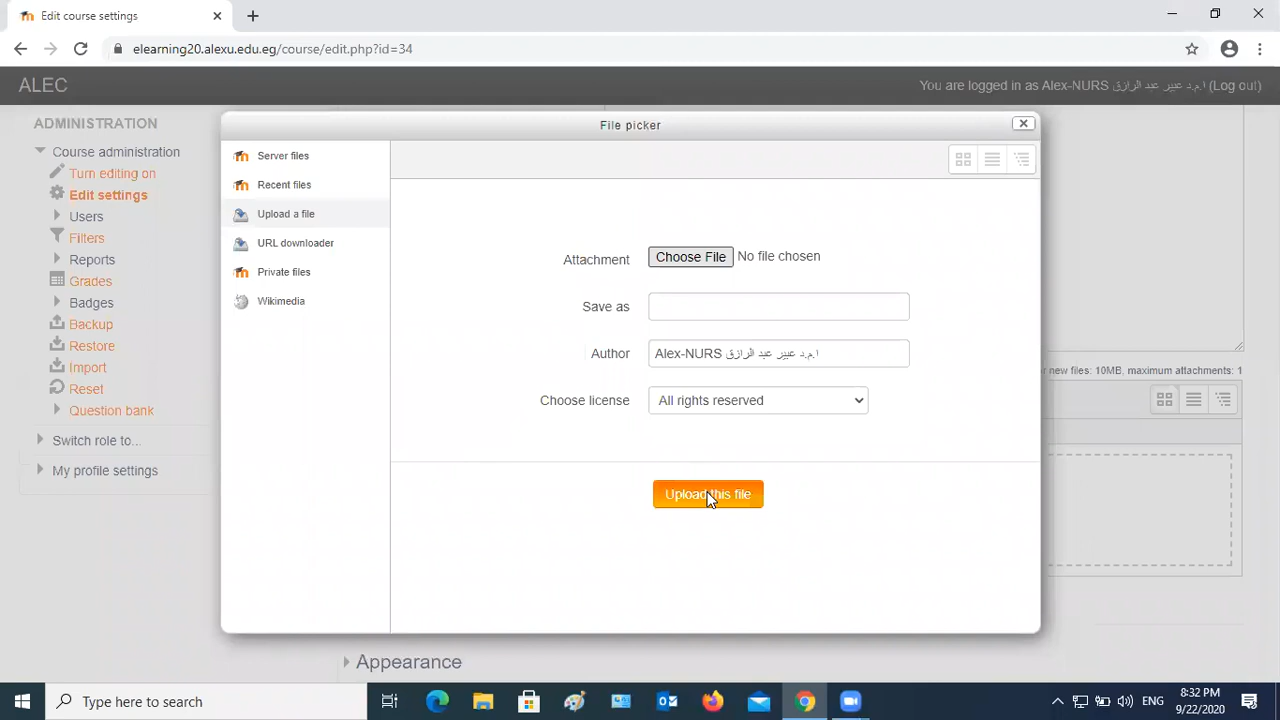 Edit course settings
elearning20.alexu.edu.eg/course/edit.php?id=34
ALEC
You are logged in as Alex-NURS ا.م.د عبير عبد الرازق (Log out)
ADMINISTRATION
Course administration
Turn editing on
Edit settings
Users
Filters
Reports
Grades
Badges
Backup
Restore
Import
Reset
Question bank
Switch role to...
My profile settings
File picker
Server files
Recent files
Upload a file
URL downloader
Private files
Wikimedia
Attachment
Choose File No file chosen
Save as
Author
Alex-NURS ا.م.د عبير عبد الرازق
Choose license
All rights reserved
Upload this file
new files: 10MB, maximum attachments: 1
Appearance
Type here to search
ENG
8:32 PM
9/22/2020